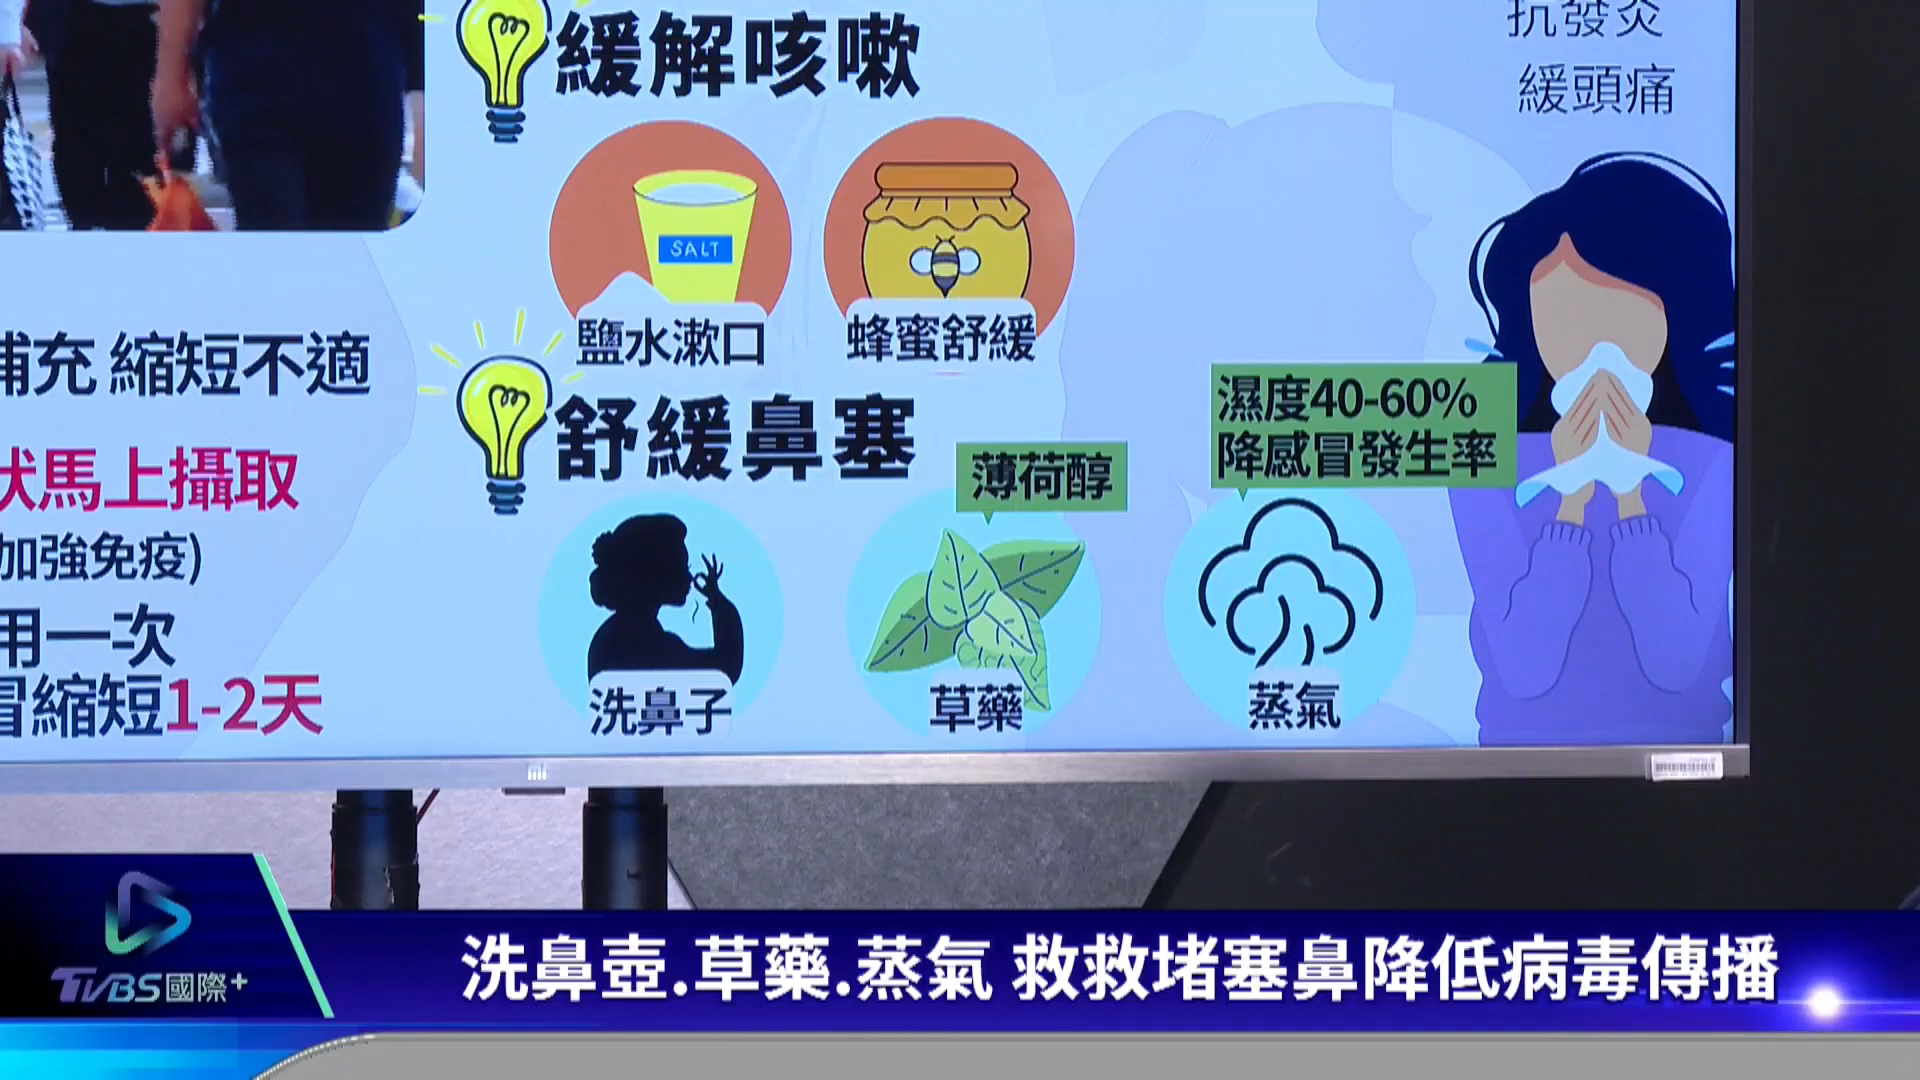 緩解咳嗽
抗發炎
緩頭痛
SALT
鹽水漱口
蜂蜜舒緩
補充 縮短不適
狀馬上攝取
加強免疫)
用一次
冒縮短1-2天
舒緩鼻塞
薄荷醇
濕度40-60%
降感冒發生率
洗鼻子
草藥
蒸氣
mi
TVBS國際+
洗鼻壺.草藥.蒸氣 救救堵塞鼻降低病毒傳播